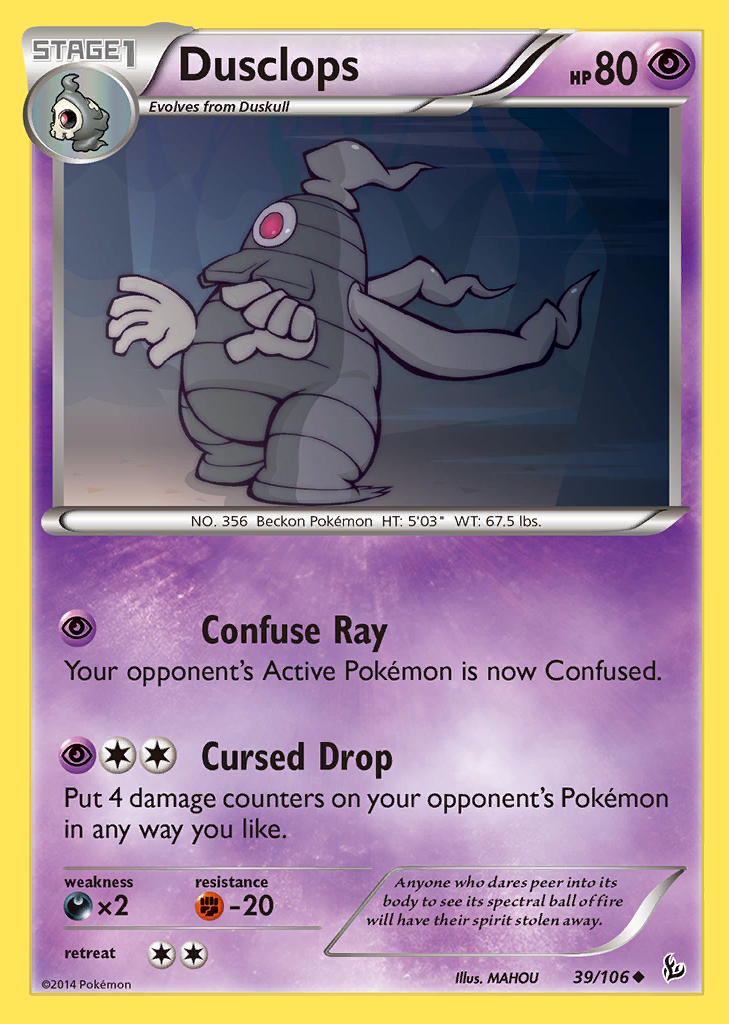 STAGE1
Dusclops
HP80
Evolves from Duskull
NO. 356 Beckon Pokémon HT: 5'03" WT: 67.5 lbs.
Confuse Ray
Your opponent's Active Pokémon is now Confused.
Cursed Drop
Put 4 damage counters on your opponent's Pokémon
in any way you like.
weakness
×2
resistance
-20
retreat
Anyone who dares peer into its
body to see its spectral ball of fire
will have their spirit stolen away.
©2014 Pokémon
Illus. MAHOU
39/106